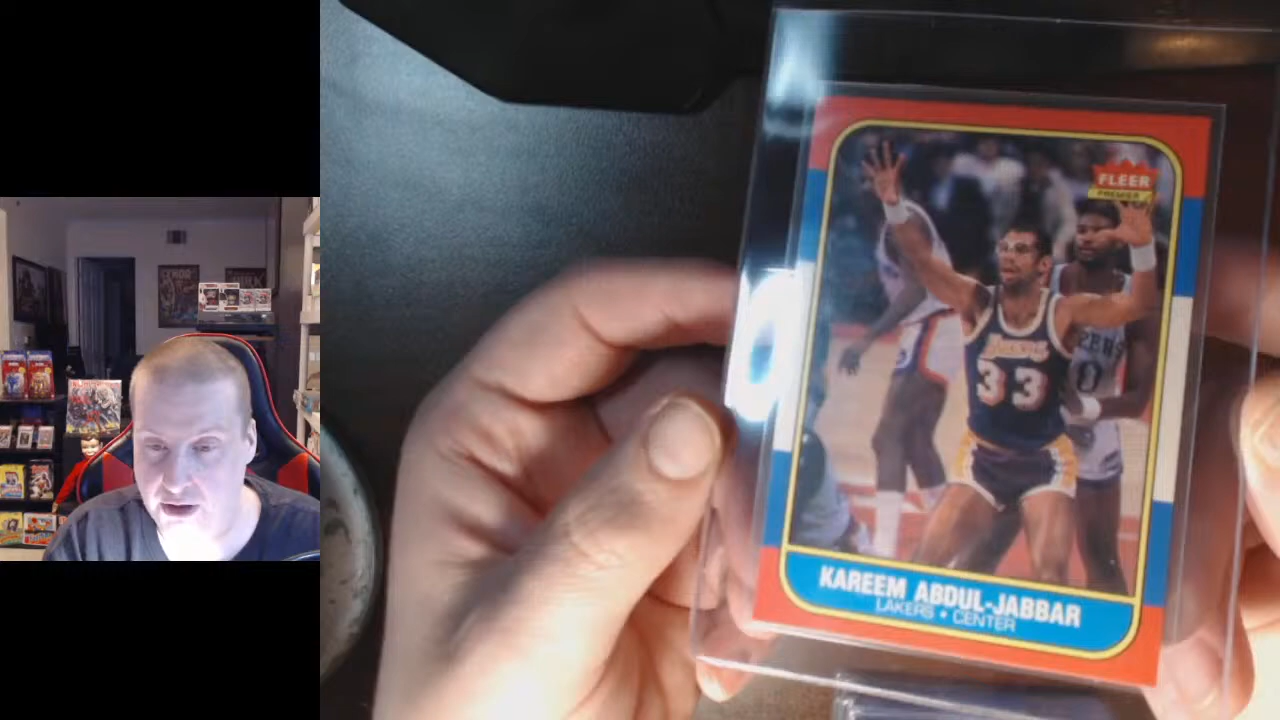 FLEER
PREMIER
Lakers
33
KAREEM ABDUL-JABBAR
LAKERS • CENTER